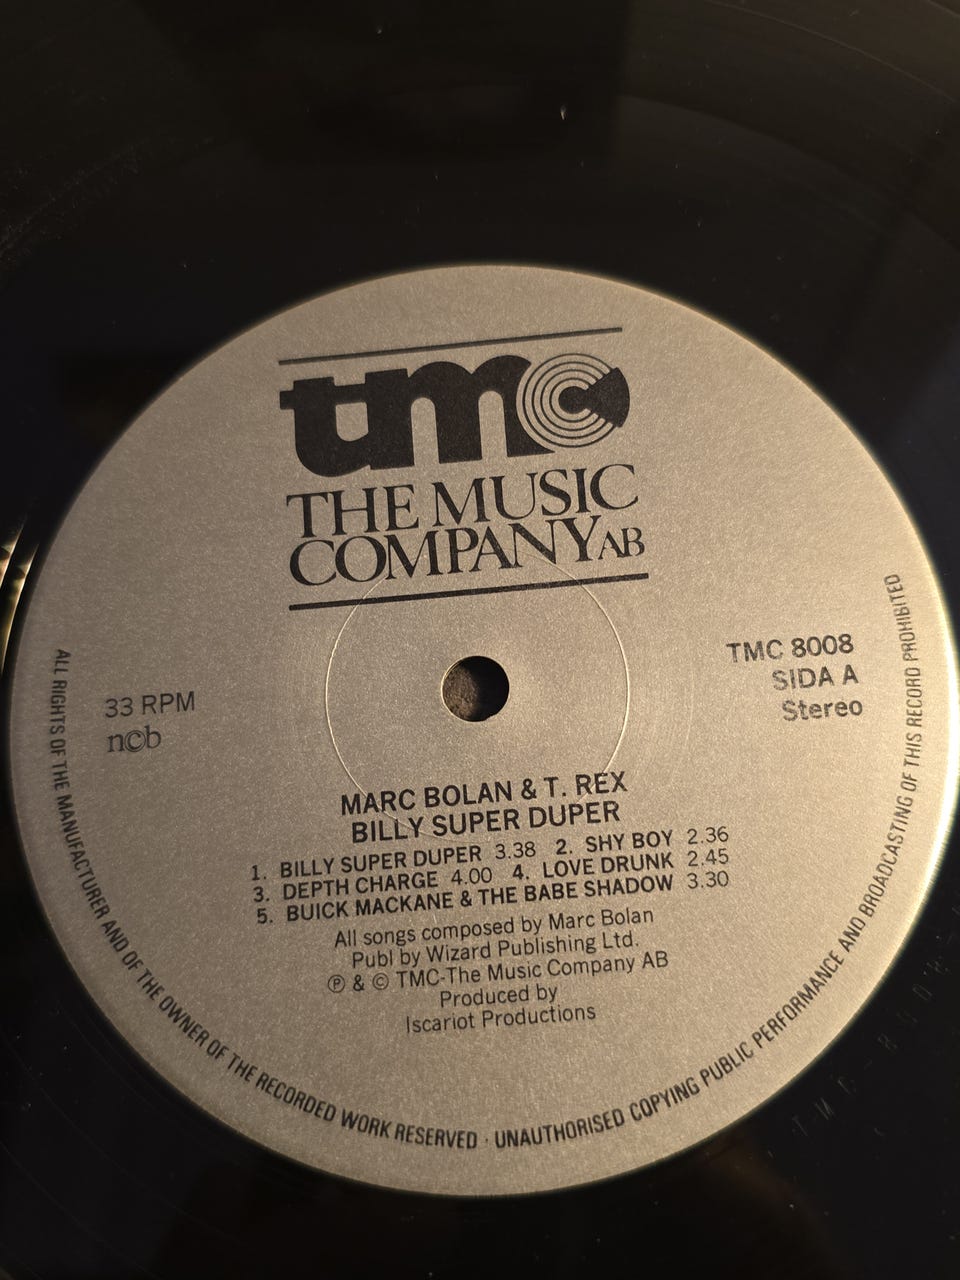 tmc
THE MUSIC
COMPANY AB
TMC 8008
SIDA A
Stereo
33 RPM
n©b
MARC BOLAN & T. REX
BILLY SUPER DUPER
1. BILLY SUPER DUPER 3.38 2. SHY BOY 2.36
3. DEPTH CHARGE 4.00 4. LOVE DRUNK 2.45
5. BUICK MACKANE & THE BABE SHADOW 3.30
All songs composed by Marc Bolan
Publ by Wizard Publishing Ltd.
℗ & © TMC-The Music Company AB
Produced by
Iscariot Productions
ALL RIGHTS OF THE MANUFACTURER AND OF THE OWNER OF THE RECORDED WORK RESERVED · UNAUTHORISED COPYING PUBLIC PERFORMANCE AND BROADCASTING OF THIS RECORD PROHIBITED